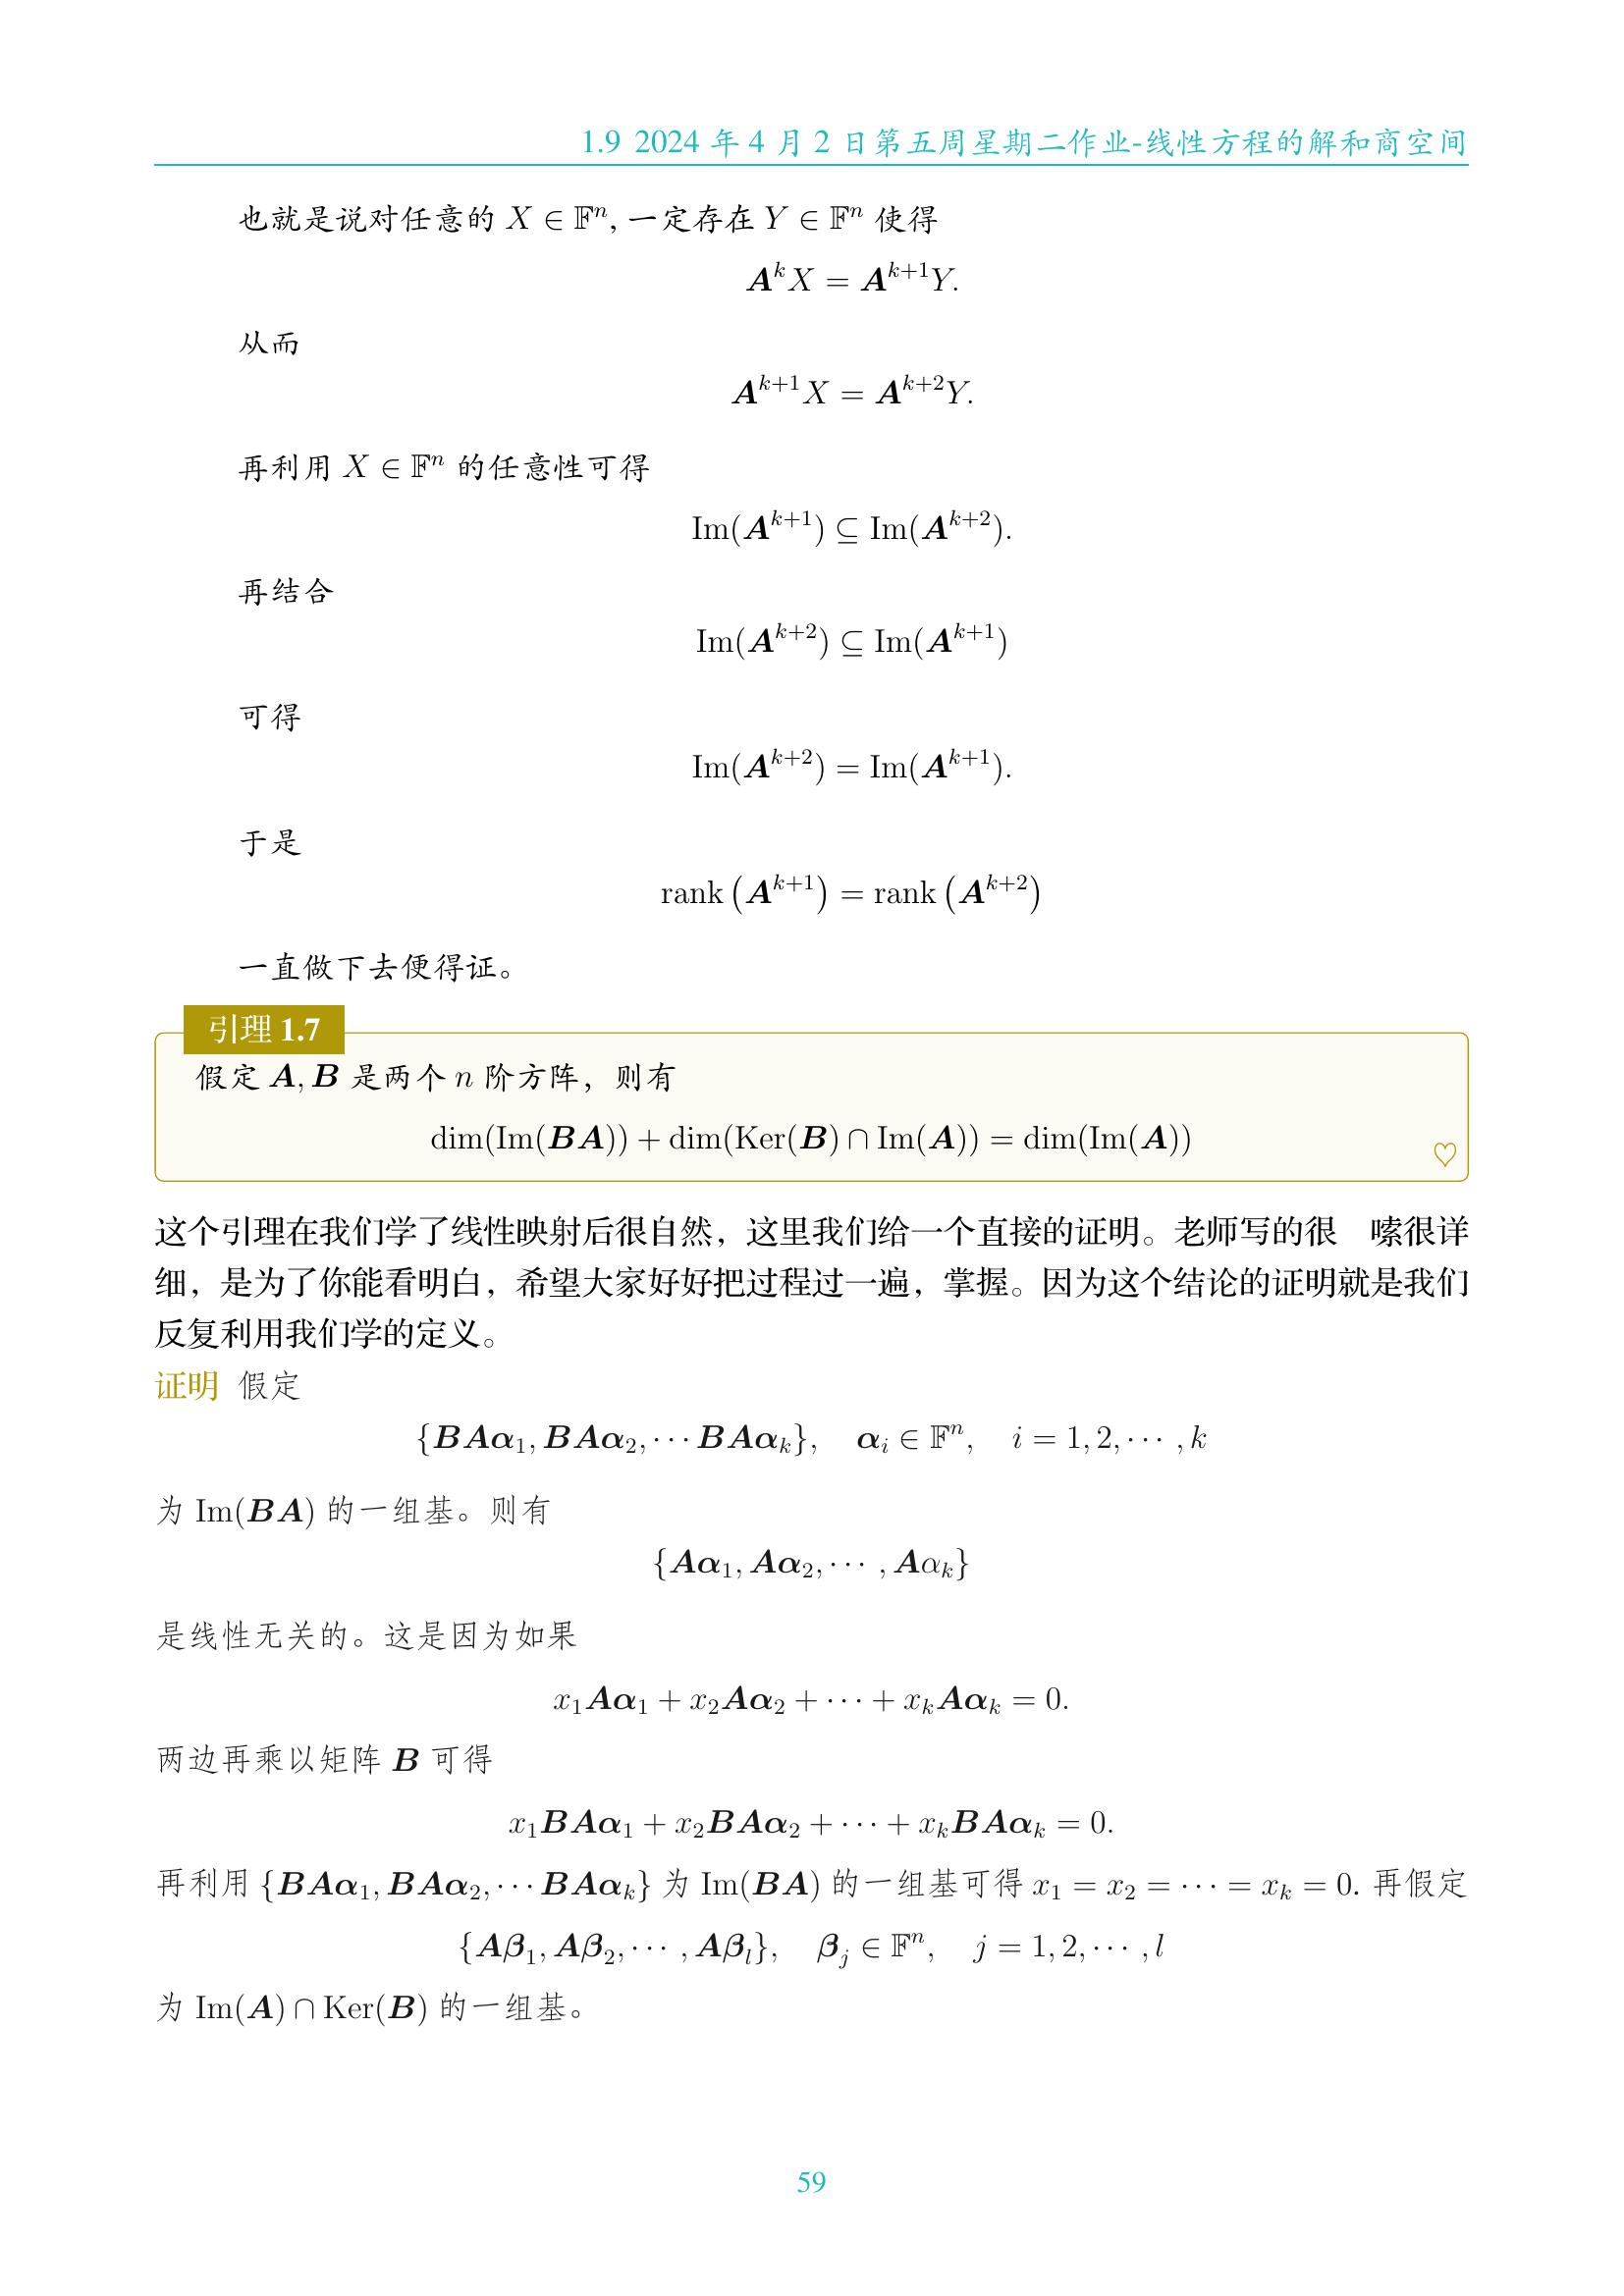 1.9 2024 年 4 月 2 日第五周星期二作业-线性方程的解和商空间
也就是说对任意的 $X \in \mathbb{F}^n$, 一定存在 $Y \in \mathbb{F}^n$ 使得
$\boldsymbol{A}^k X = \boldsymbol{A}^{k+1} Y.$
从而
$\boldsymbol{A}^{k+1} X = \boldsymbol{A}^{k+2} Y.$
再利用 $X \in \mathbb{F}^n$ 的任意性可得
$\mathrm{Im}(\boldsymbol{A}^{k+1}) \subseteq \mathrm{Im}(\boldsymbol{A}^{k+2}).$
再结合
$\mathrm{Im}(\boldsymbol{A}^{k+2}) \subseteq \mathrm{Im}(\boldsymbol{A}^{k+1})$
可得
$\mathrm{Im}(\boldsymbol{A}^{k+2}) = \mathrm{Im}(\boldsymbol{A}^{k+1}).$
于是
$\mathrm{rank}\left(\boldsymbol{A}^{k+1}\right) = \mathrm{rank}\left(\boldsymbol{A}^{k+2}\right)$
一直做下去便得证。
引理 1.7
假定 $\boldsymbol{A}, \boldsymbol{B}$ 是两个 $n$ 阶方阵，则有
$\dim(\mathrm{Im}(\boldsymbol{BA})) + \dim(\mathrm{Ker}(\boldsymbol{B}) \cap \mathrm{Im}(\boldsymbol{A})) = \dim(\mathrm{Im}(\boldsymbol{A}))$
♡
这个引理在我们学了线性映射后很自然，这里我们给一个直接的证明。老师写的很 嗦很详
细，是为了你能看明白，希望大家好好把过程过一遍，掌握。因为这个结论的证明就是我们
反复利用我们学的定义。
证明 假定
$\{\boldsymbol{BA\alpha}_1, \boldsymbol{BA\alpha}_2, \cdots \boldsymbol{BA\alpha}_k\}, \quad \boldsymbol{\alpha}_i \in \mathbb{F}^n, \quad i = 1, 2, \cdots, k$
为 $\mathrm{Im}(\boldsymbol{BA})$ 的一组基。则有
$\{\boldsymbol{A\alpha}_1, \boldsymbol{A\alpha}_2, \cdots, \boldsymbol{A}\alpha_k\}$
是线性无关的。这是因为如果
$x_1 \boldsymbol{A\alpha}_1 + x_2 \boldsymbol{A\alpha}_2 + \cdots + x_k \boldsymbol{A\alpha}_k = 0.$
两边再乘以矩阵 $\boldsymbol{B}$ 可得
$x_1 \boldsymbol{BA\alpha}_1 + x_2 \boldsymbol{BA\alpha}_2 + \cdots + x_k \boldsymbol{BA\alpha}_k = 0.$
再利用 $\{\boldsymbol{BA\alpha}_1, \boldsymbol{BA\alpha}_2, \cdots \boldsymbol{BA\alpha}_k\}$ 为 $\mathrm{Im}(\boldsymbol{BA})$ 的一组基可得 $x_1 = x_2 = \cdots = x_k = 0.$ 再假定
$\{\boldsymbol{A\beta}_1, \boldsymbol{A\beta}_2, \cdots, \boldsymbol{A\beta}_l\}, \quad \boldsymbol{\beta}_j \in \mathbb{F}^n, \quad j = 1, 2, \cdots, l$
为 $\mathrm{Im}(\boldsymbol{A}) \cap \mathrm{Ker}(\boldsymbol{B})$ 的一组基。
59